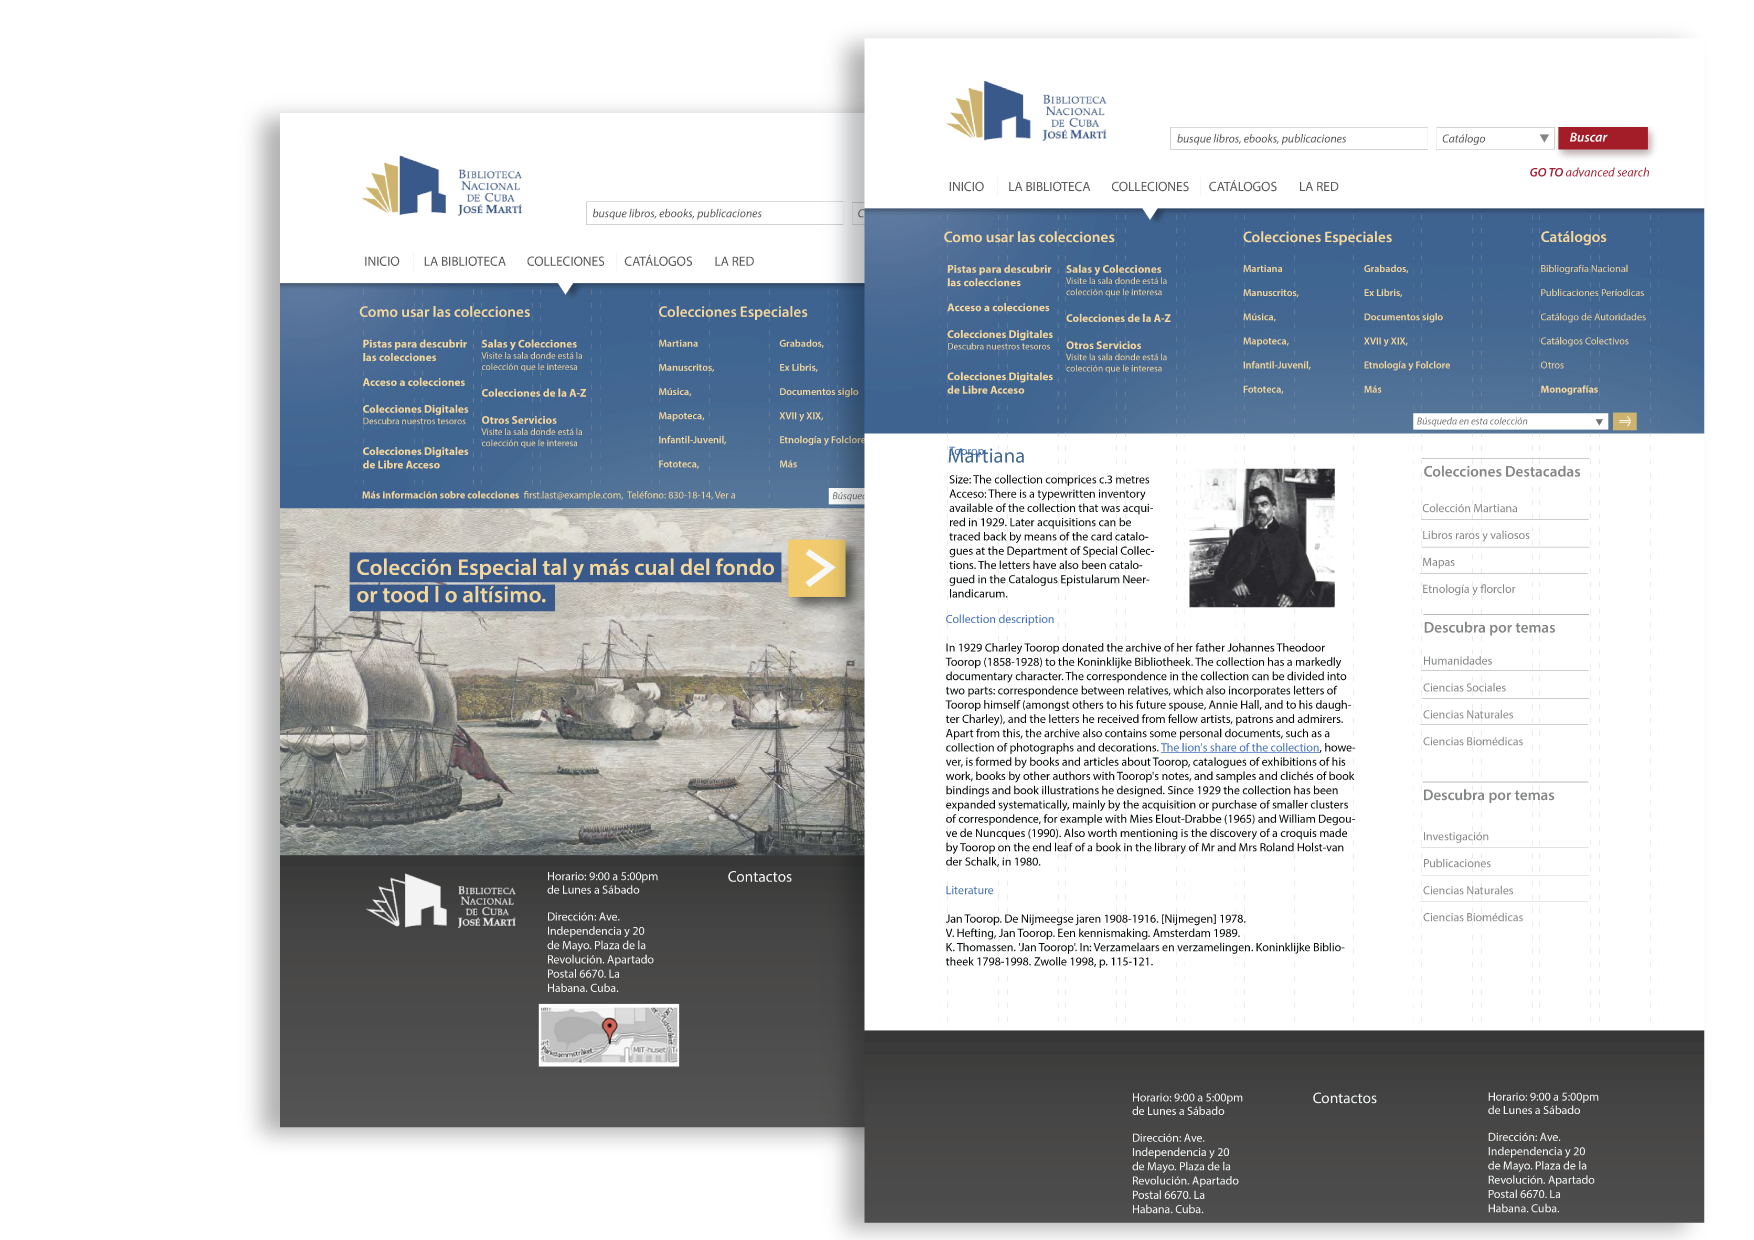 BIBLIOTECA
NACIONAL
DE CUBA
JOSÉ MARTÍ
busque libros, ebooks, publicaciones
INICIO
LA BIBLIOTECA
COLLECIONES
CATÁLOGOS
LA RED
Como usar las colecciones
Pistas para descubrir
las colecciones
Acceso a colecciones
Colecciones Digitales
Descubra nuestros tesoros
Colecciones Digitales
de Libre Acceso
Salas y Colecciones
Visite la sala donde está la
colección que le interesa
Colecciones de la A-Z
Otros Servicios
Visite la sala donde está la
colección que le interesa
Colecciones Especiales
Martiana
Manuscritos,
Música,
Mapoteca,
Infantil-Juvenil,
Fototeca,
Grabados,
Ex Libris,
Documentos siglo
XVII y XIX,
Etnología y Folclore
Más
Más información sobre colecciones first.last@example.com, Teléfono: 830-18-14, Ver a
Colección Especial tal y más cual del fondo
or tood l o altísimo.
BIBLIOTECA
NACIONAL
DE CUBA
JOSÉ MARTÍ
Horario: 9:00 a 5:00pm
de Lunes a Sábado
Dirección: Ave.
Independencia y 20
de Mayo. Plaza de la
Revolución. Apartado
Postal 6670. La
Habana. Cuba.
MIT-huset
Contactos
BIBLIOTECA
NACIONAL
DE CUBA
JOSÉ MARTÍ
busque libros, ebooks, publicaciones
Catálogo
Buscar
GO TO advanced search
INICIO
LA BIBLIOTECA
COLLECIONES
CATÁLOGOS
LA RED
Como usar las colecciones
Pistas para descubrir
las colecciones
Acceso a colecciones
Colecciones Digitales
Descubra nuestros tesoros
Colecciones Digitales
de Libre Acceso
Salas y Colecciones
Visite la sala donde está la
colección que le interesa
Colecciones de la A-Z
Otros Servicios
Visite la sala donde está la
colección que le interesa
Colecciones Especiales
Martiana
Manuscritos,
Música,
Mapoteca,
Infantil-Juvenil,
Fototeca,
Grabados,
Ex Libris,
Documentos siglo
XVII y XIX,
Etnología y Folclore
Más
Catálogos
Bibliografía Nacional
Publicaciones Períodicas
Catálogo de Autoridades
Catálogos Colectivos
Otros
Monografías
Búsqueda en esta colección
Toorop
Martiana
Size: The collection comprices c.3 metres
Acceso: There is a typewritten inventory
available of the collection that was acqui-
red in 1929. Later acquisitions can be
traced back by means of the card catalo-
gues at the Department of Special Collec-
tions. The letters have also been catalo-
gued in the Catalogus Epistularum Neer-
landicarum.
Collection description
In 1929 Charley Toorop donated the archive of her father Johannes Theodoor
Toorop (1858-1928) to the Koninklijke Bibliotheek. The collection has a markedly
documentary character. The correspondence in the collection can be divided into
two parts: correspondence between relatives, which also incorporates letters of
Toorop himself (amongst others to his future spouse, Annie Hall, and to his daugh-
ter Charley), and the letters he received from fellow artists, patrons and admirers.
Apart from this, the archive also contains some personal documents, such as a
collection of photographs and decorations. The lion's share of the collection, howe-
ver, is formed by books and articles about Toorop, catalogues of exhibitions of his
work, books by other authors with Toorop's notes, and samples and clichés of book
bindings and book illustrations he designed. Since 1929 the collection has been
expanded systematically, mainly by the acquisition or purchase of smaller clusters
of correspondence, for example with Mies Elout-Drabbe (1965) and William Degou-
ve de Nuncques (1990). Also worth mentioning is the discovery of a croquis made
by Toorop on the end leaf of a book in the library of Mr and Mrs Roland Holst-van
der Schalk, in 1980.
Literature
Jan Toorop. De Nijmeegse jaren 1908-1916. [Nijmegen] 1978.
V. Hefting, Jan Toorop. Een kennismaking. Amsterdam 1989.
K. Thomassen. 'Jan Toorop'. In: Verzamelaars en verzamelingen. Koninklijke Biblio-
theek 1798-1998. Zwolle 1998, p. 115-121.
Colecciones Destacadas
Colección Martiana
Libros raros y valiosos
Mapas
Etnología y florclor
Descubra por temas
Humanidades
Ciencias Sociales
Ciencias Naturales
Ciencias Biomédicas
Descubra por temas
Investigación
Publicaciones
Ciencias Naturales
Ciencias Biomédicas
Horario: 9:00 a 5:00pm
de Lunes a Sábado
Dirección: Ave.
Independencia y 20
de Mayo. Plaza de la
Revolución. Apartado
Postal 6670. La
Habana. Cuba.
Contactos
Horario: 9:00 a 5:00pm
de Lunes a Sábado
Dirección: Ave.
Independencia y 20
de Mayo. Plaza de la
Revolución. Apartado
Postal 6670. La
Habana. Cuba.